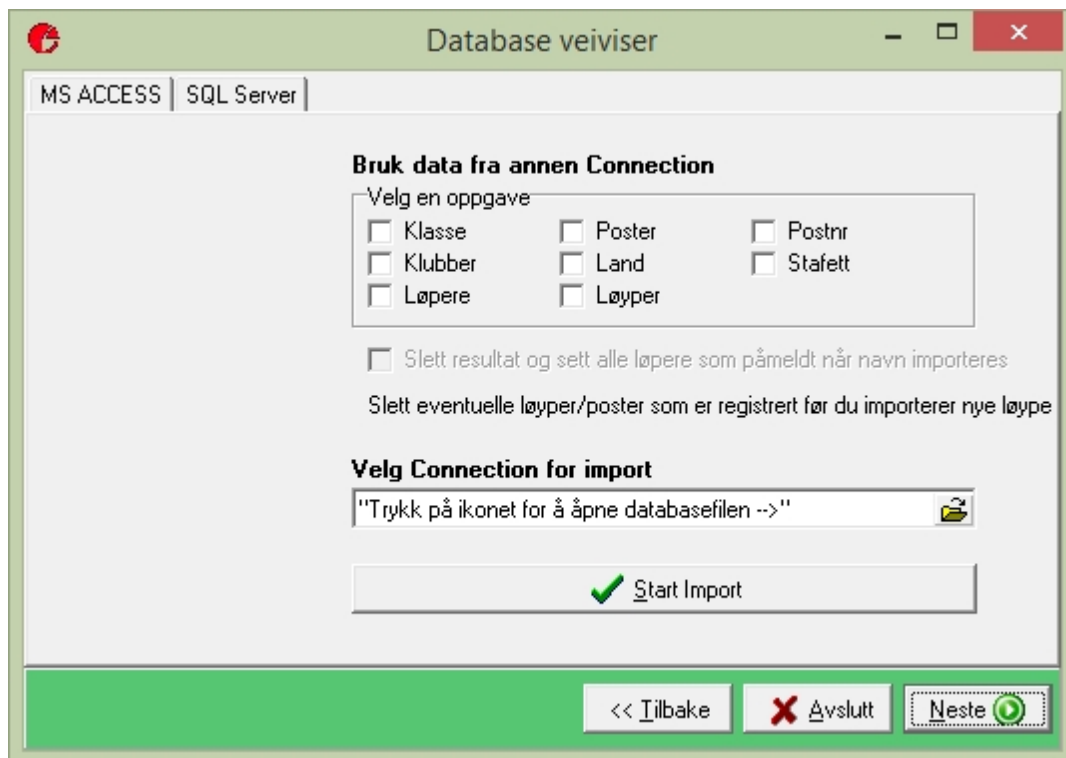 Database veiviser
MS ACCESS SQL Server
Bruk data fra annen Connection
Velg en oppgave
Klasse Poster Postnr
Klubber Land Stafett
Løpere Løyper
Slett resultat og sett alle løpere som påmeldt når navn importeres
Slett eventuelle løyper/poster som er registrert før du importerer nye løype
Velg Connection for import
"Trykk på ikonet for å åpne databasefilen -->"
Start Import
<< Tilbake Avslutt Neste